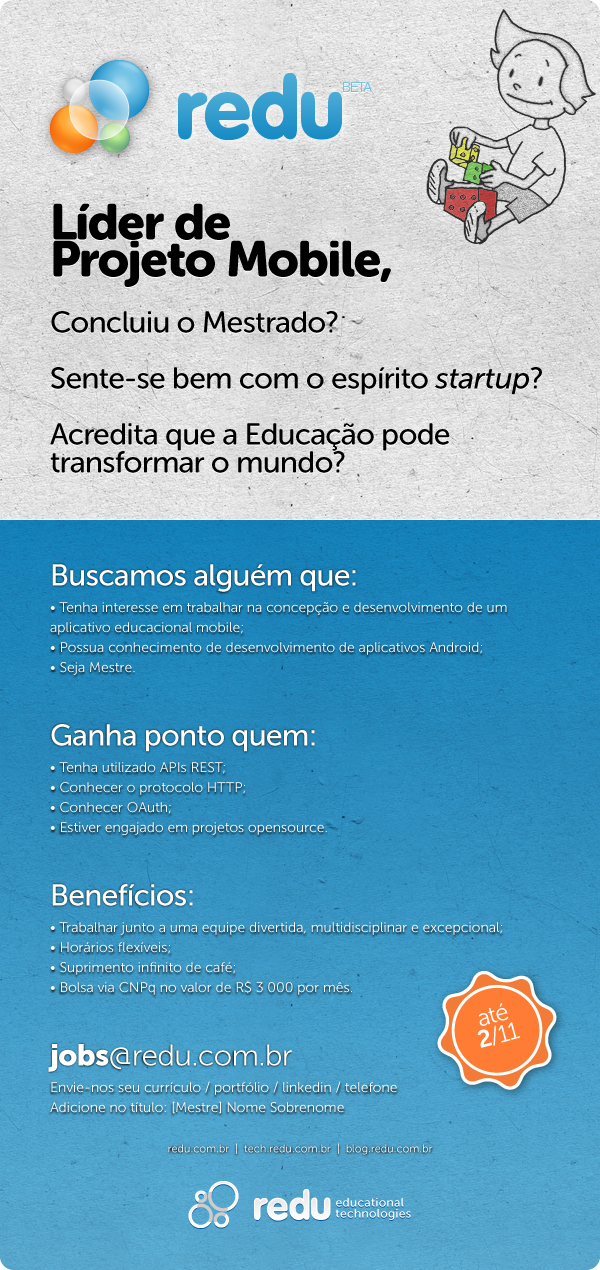 redu BETA
Líder de
Projeto Mobile,
Concluiu o Mestrado?
Sente-se bem com o espírito startup?
Acredita que a Educação pode
transformar o mundo?
Buscamos alguém que:
• Tenha interesse em trabalhar na concepção e desenvolvimento de um
aplicativo educacional mobile;
• Possua conhecimento de desenvolvimento de aplicativos Android;
• Seja Mestre.
Ganha ponto quem:
• Tenha utilizado APIs REST;
• Conhecer o protocolo HTTP;
• Conhecer OAuth;
• Estiver engajado em projetos opensource.
Benefícios:
• Trabalhar junto a uma equipe divertida, multidisciplinar e excepcional;
• Horários flexíveis;
• Suprimento infinito de café;
• Bolsa via CNPq no valor de R$ 3 000 por mês.
até
2/11
jobs@redu.com.br
Envie-nos seu currículo / portfólio / linkedin / telefone
Adicione no título: [Mestre] Nome Sobrenome
redu.com.br | tech.redu.com.br | blog.redu.com.br
redu educational
technologies